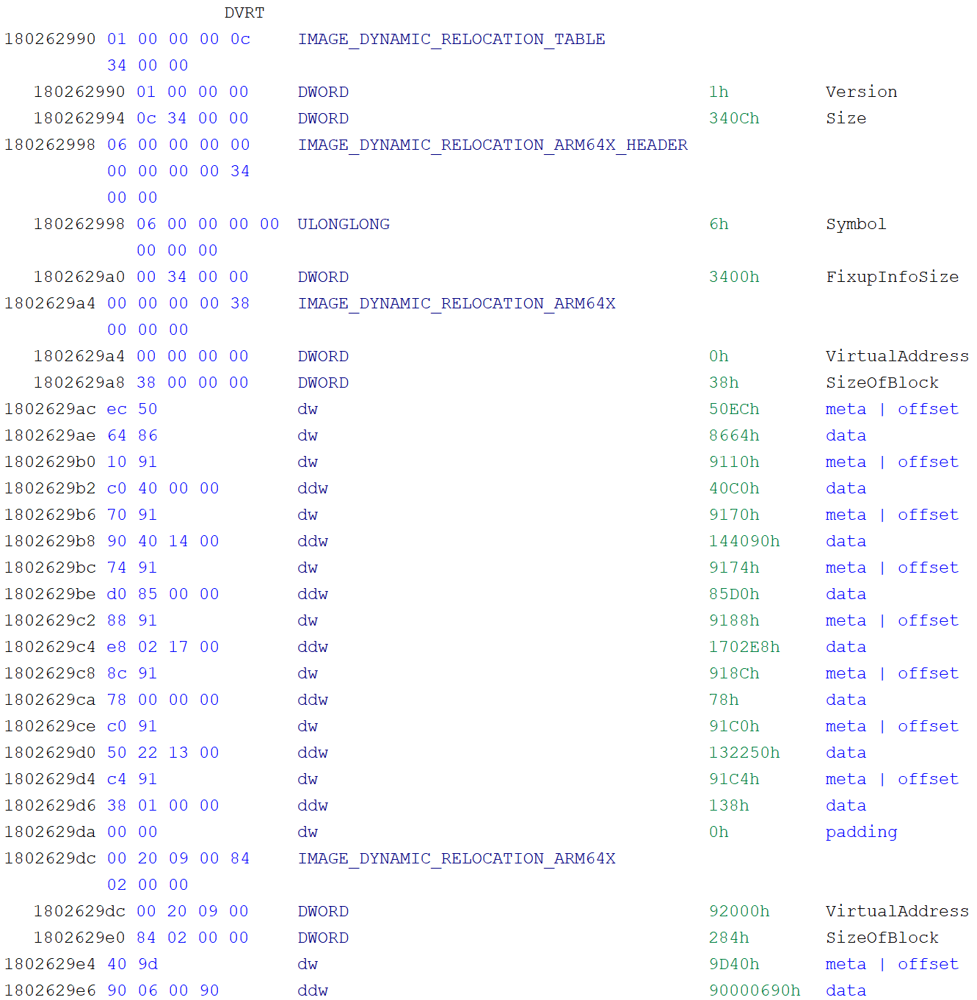 DVRT
180262990 01 00 00 00 0c IMAGE_DYNAMIC_RELOCATION_TABLE
34 00 00
180262990 01 00 00 00 DWORD 1h Version
180262994 0c 34 00 00 DWORD 340Ch Size
180262998 06 00 00 00 00 IMAGE_DYNAMIC_RELOCATION_ARM64X_HEADER
00 00 00 00 34
00 00
180262998 06 00 00 00 00 ULONGLONG 6h Symbol
00 00 00
1802629a0 00 34 00 00 DWORD 3400h FixupInfoSize
1802629a4 00 00 00 00 38 IMAGE_DYNAMIC_RELOCATION_ARM64X
00 00 00
1802629a4 00 00 00 00 DWORD 0h VirtualAddress
1802629a8 38 00 00 00 DWORD 38h SizeOfBlock
1802629ac ec 50 dw 50ECh meta | offset
1802629ae 64 86 dw 8664h data
1802629b0 10 91 dw 9110h meta | offset
1802629b2 c0 40 00 00 ddw 40C0h data
1802629b6 70 91 dw 9170h meta | offset
1802629b8 90 40 14 00 ddw 144090h data
1802629bc 74 91 dw 9174h meta | offset
1802629be d0 85 00 00 ddw 85D0h data
1802629c2 88 91 dw 9188h meta | offset
1802629c4 e8 02 17 00 ddw 1702E8h data
1802629c8 8c 91 dw 918Ch meta | offset
1802629ca 78 00 00 00 ddw 78h data
1802629ce c0 91 dw 91C0h meta | offset
1802629d0 50 22 13 00 ddw 132250h data
1802629d4 c4 91 dw 91C4h meta | offset
1802629d6 38 01 00 00 ddw 138h data
1802629da 00 00 dw 0h padding
1802629dc 00 20 09 00 84 IMAGE_DYNAMIC_RELOCATION_ARM64X
02 00 00
1802629dc 00 20 09 00 DWORD 92000h VirtualAddress
1802629e0 84 02 00 00 DWORD 284h SizeOfBlock
1802629e4 40 9d dw 9D40h meta | offset
1802629e6 90 06 00 90 ddw 90000690h data